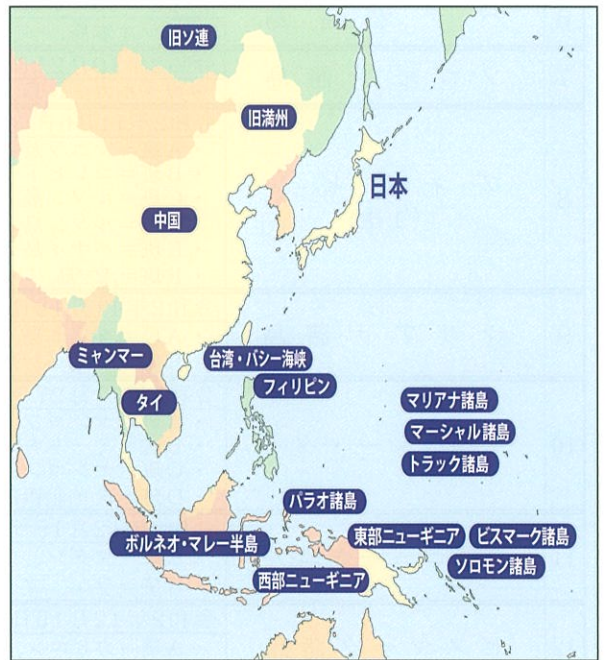 旧ソ連
旧満州
日本
中国
ミャンマー
台湾・バシー海峡
フィリピン
タイ
マリアナ諸島
マーシャル諸島
トラック諸島
パラオ諸島
東部ニューギニア
ビスマーク諸島
ボルネオ・マレー半島
ソロモン諸島
西部ニューギニア